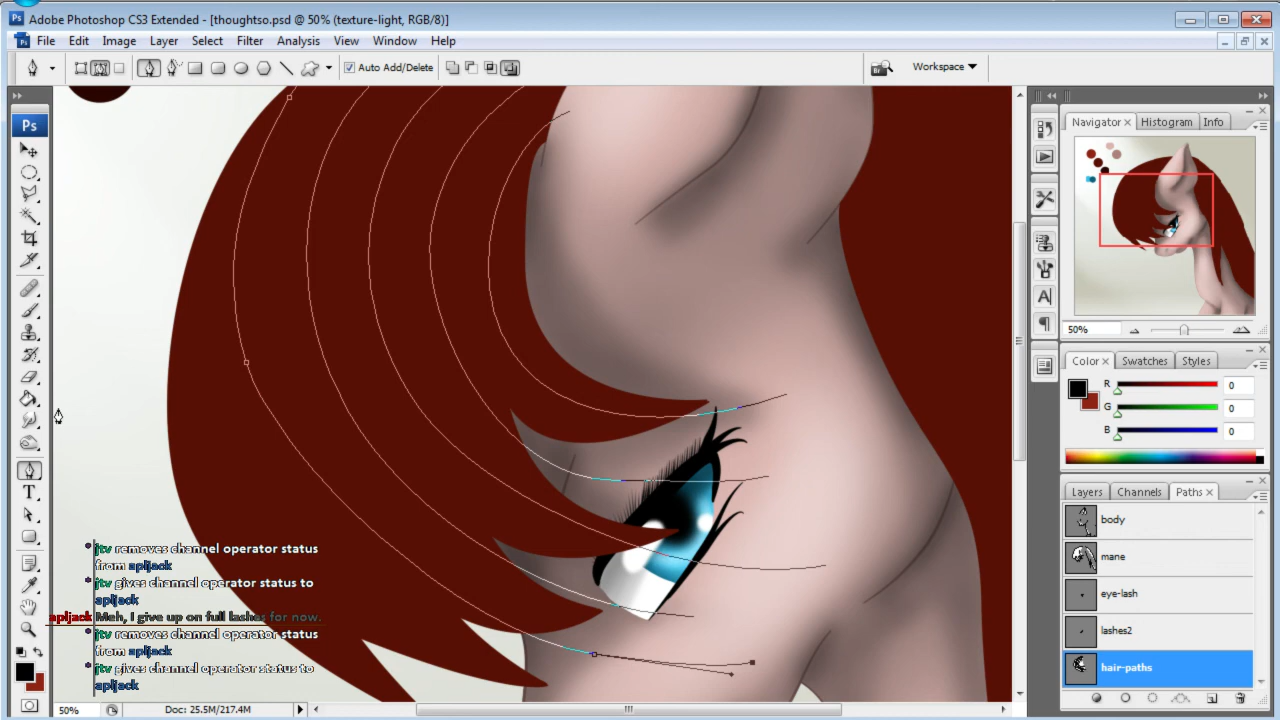 Adobe Photoshop CS3 Extended - [thoughtso.psd @ 50% (texture-light, RGB/8)]
File Edit Image Layer Select Filter Analysis View Window Help
Auto Add/Delete
Workspace
Ps
Navigator Histogram Info
50%
Color Swatches Styles
R 0
G 0
B 0
Layers Channels Paths
body
mane
eye-lash
lashes2
hair-paths
* jtv removes channel operator status
from apljack
* jtv gives channel operator status to
apljack
apljack Meh, I give up on full lashes for now.
* jtv removes channel operator status
from apljack
* jtv gives channel operator status to
apljack
50% Doc: 25.5M/217.4M